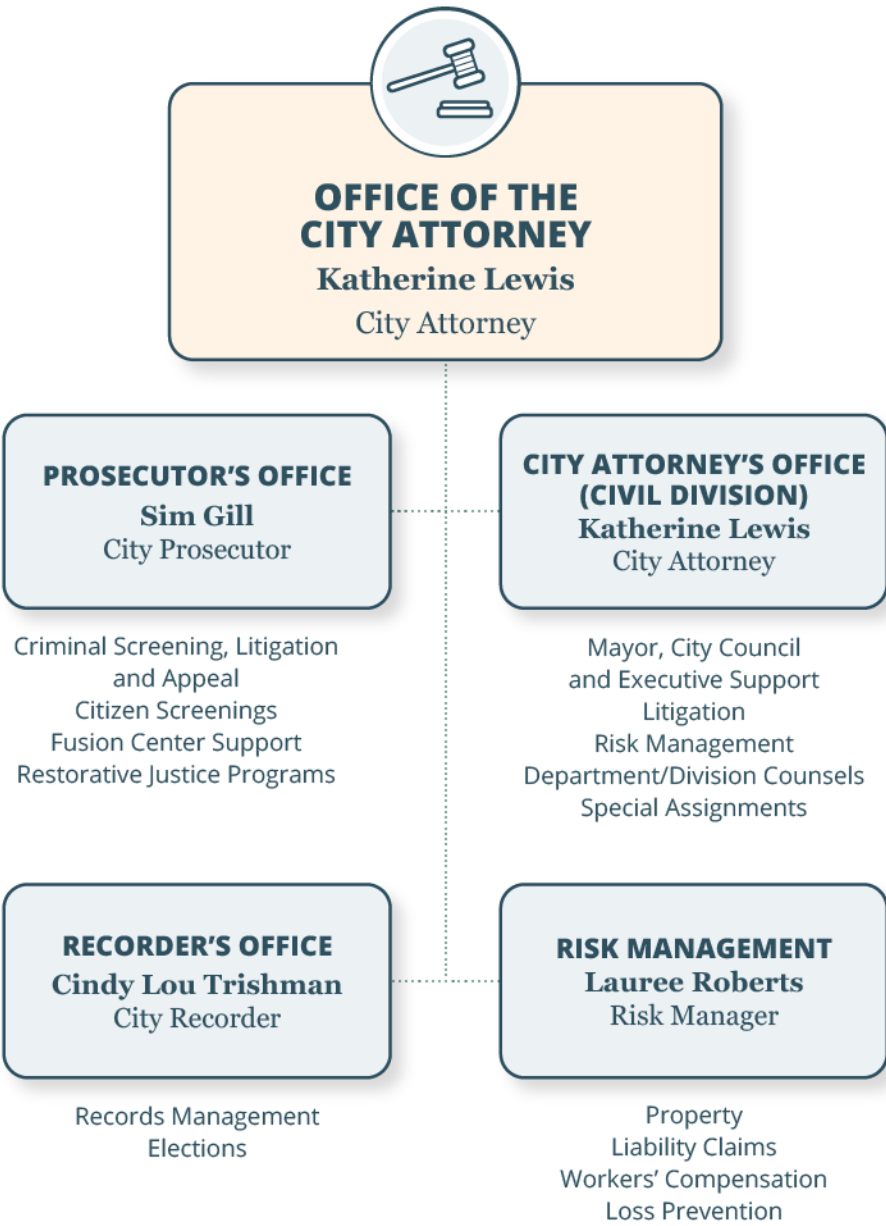 OFFICE OF THE
CITY ATTORNEY
Katherine Lewis
City Attorney
PROSECUTOR’S OFFICE
Sim Gill
City Prosecutor
Criminal Screening, Litigation
and Appeal
Citizen Screenings
Fusion Center Support
Restorative Justice Programs
CITY ATTORNEY’S OFFICE
(CIVIL DIVISION)
Katherine Lewis
City Attorney
Mayor, City Council
and Executive Support
Litigation
Risk Management
Department/Division Counsels
Special Assignments
RECORDER’S OFFICE
Cindy Lou Trishman
City Recorder
Records Management
Elections
RISK MANAGEMENT
Lauree Roberts
Risk Manager
Property
Liability Claims
Workers’ Compensation
Loss Prevention